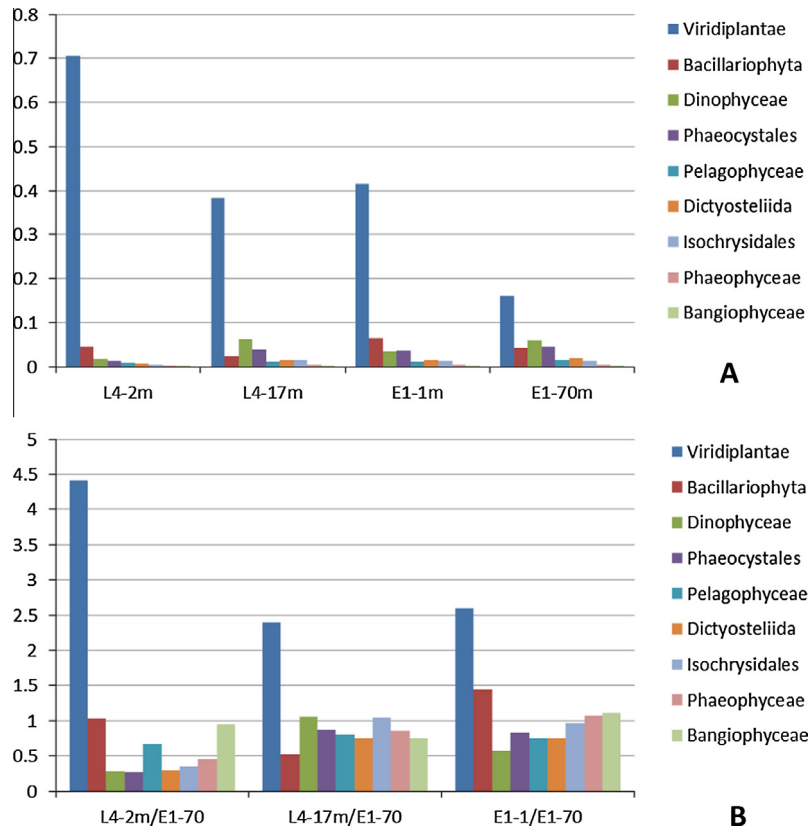 0.8
0.7
0.6
0.5
0.4
0.3
0.2
0.1
0
L4-2m L4-17m E1-1m E1-70m
Viridiplantae
Bacillariophyta
Dinophyceae
Phaeocystales
Pelagophyceae
Dictyosteliida
Isochrysidales
Phaeophyceae
Bangiophyceae
A
5
4.5
4
3.5
3
2.5
2
1.5
1
0.5
0
L4-2m/E1-70 L4-17m/E1-70 E1-1/E1-70
Viridiplantae
Bacillariophyta
Dinophyceae
Phaeocystales
Pelagophyceae
Dictyosteliida
Isochrysidales
Phaeophyceae
Bangiophyceae
B